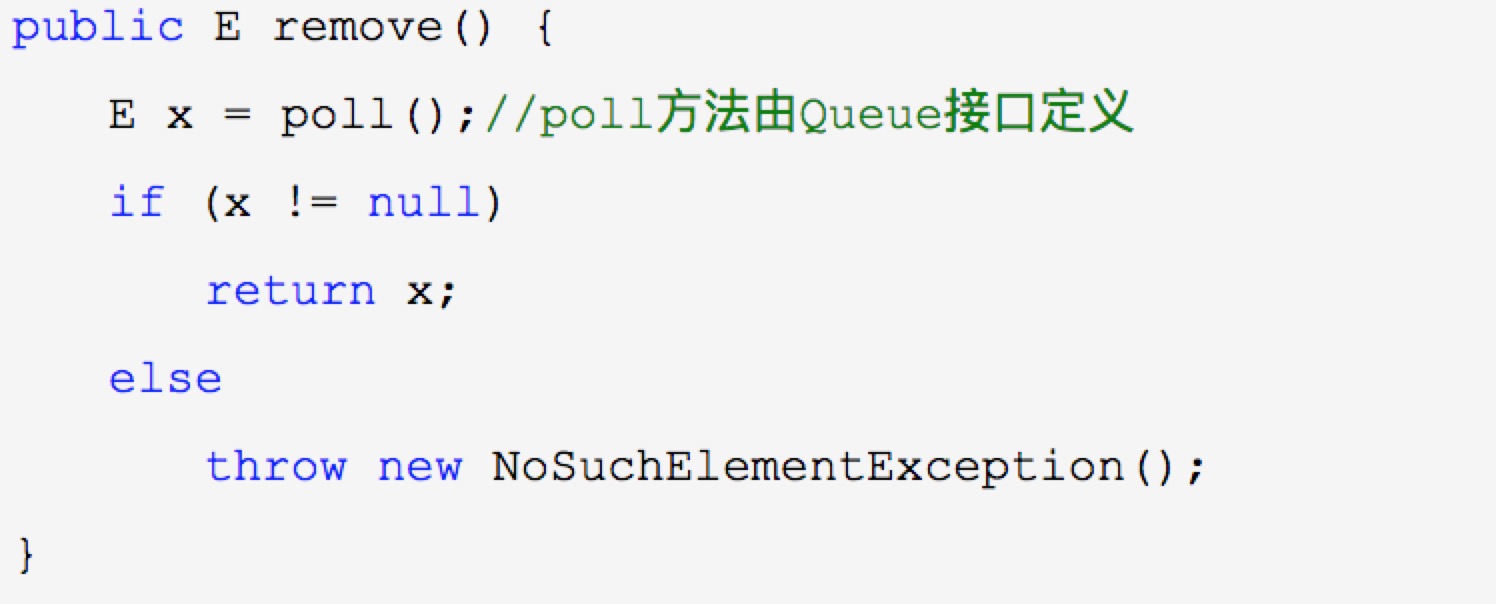 public E remove() {
E x = poll();//poll方法由Queue接口定义
if (x != null)
return x;
else
throw new NoSuchElementException();
}